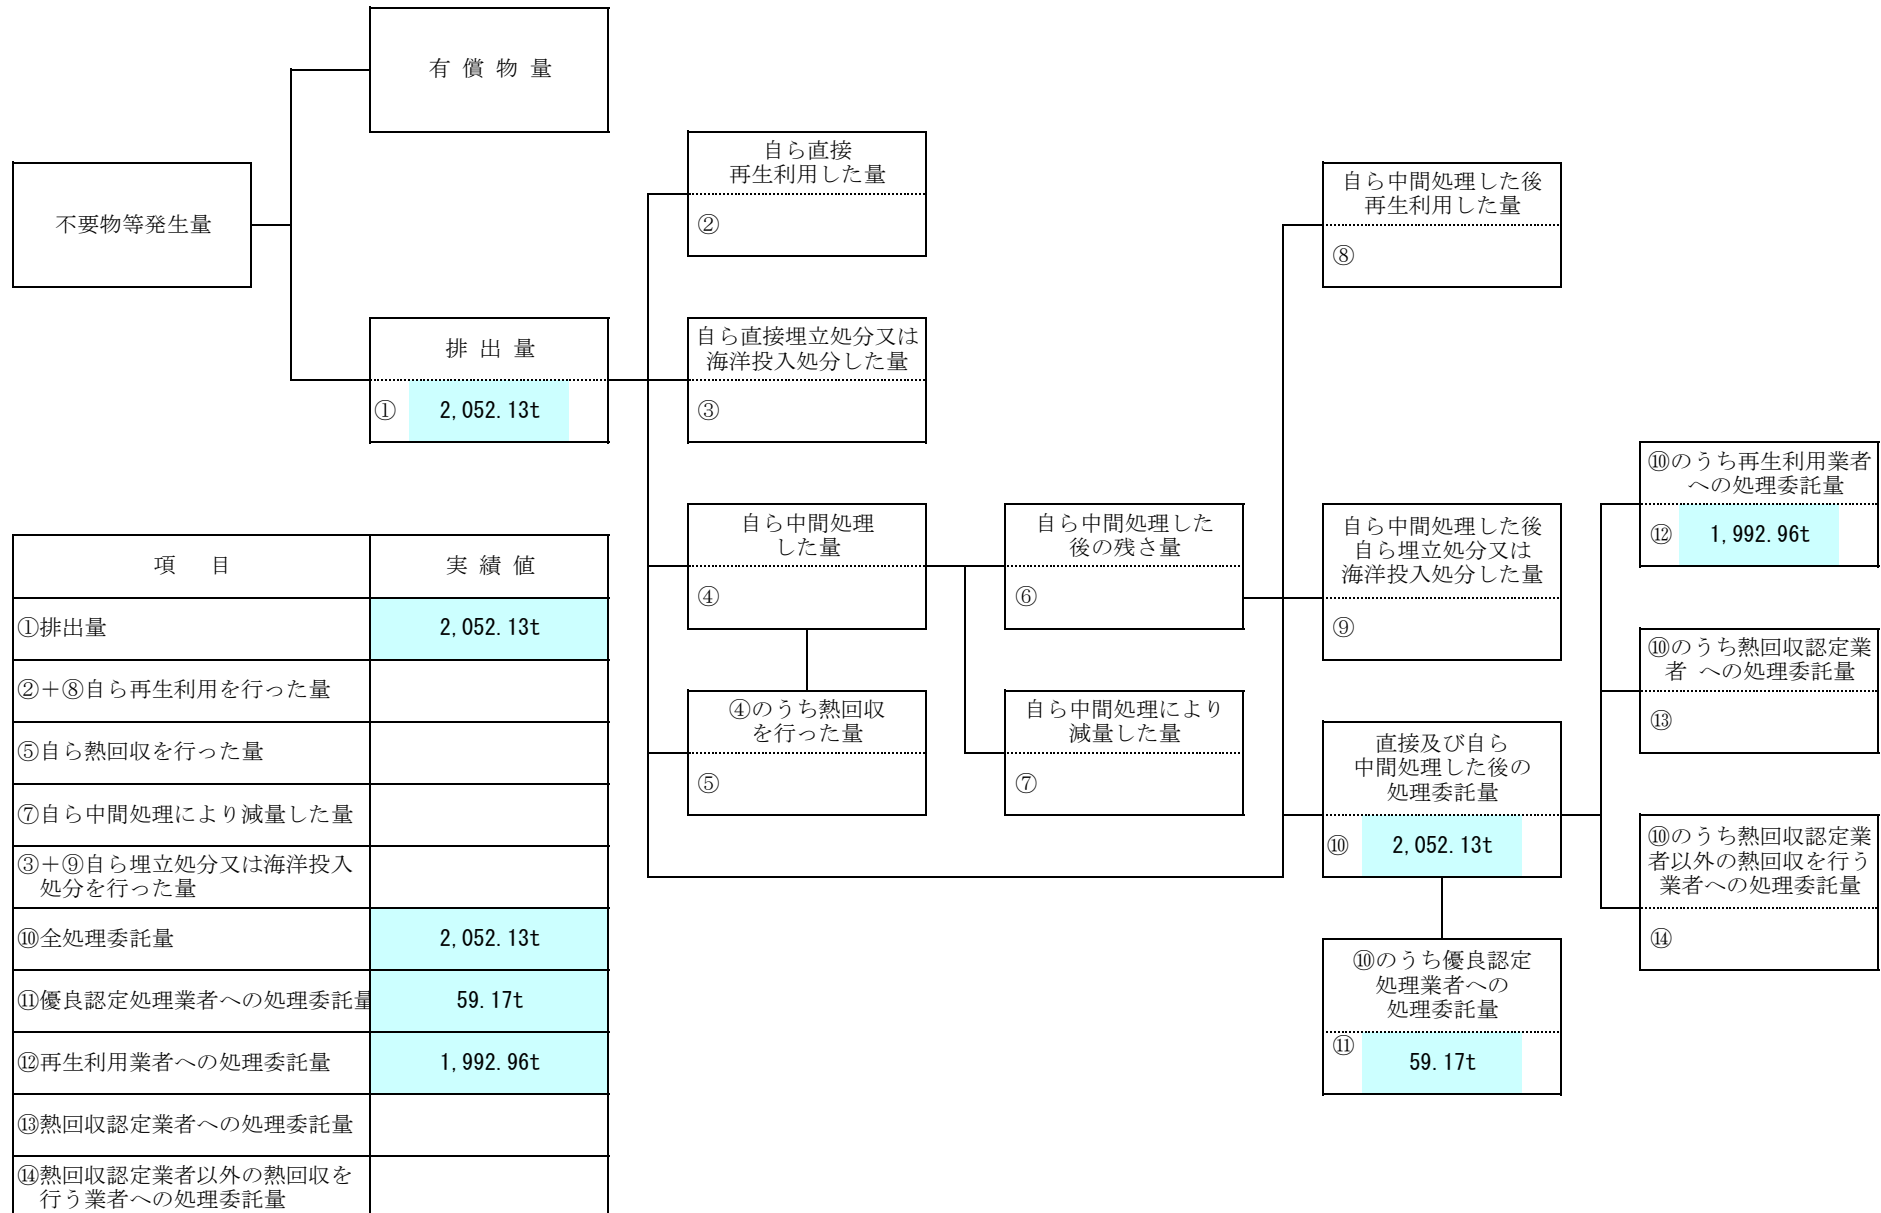 有 償 物 量
不要物等発生量
排 出 量
① 2,052.13t
自ら直接
再生利用した量
②
自ら直接埋立処分又は
海洋投入処分した量
③
自ら中間処理
した量
④
④のうち熱回収
を行った量
⑤
自ら中間処理した
後の残さ量
⑥
自ら中間処理により
減量した量
⑦
自ら中間処理した後
再生利用した量
⑧
自ら中間処理した後
自ら埋立処分又は
海洋投入処分した量
⑨
直接及び自ら
中間処理した後の
処理委託量
⑩ 2,052.13t
⑩のうち優良認定
処理業者への
処理委託量
⑪ 59.17t
⑩のうち再生利用業者
への処理委託量
⑫ 1,992.96t
⑩のうち熱回収認定業
者 への処理委託量
⑬
⑩のうち熱回収認定業
者以外の熱回収を行う
業者への処理委託量
⑭
項 目 実 績 値
①排出量 2,052.13t
②＋⑧自ら再生利用を行った量
⑤自ら熱回収を行った量
⑦自ら中間処理により減量した量
③＋⑨自ら埋立処分又は海洋投入
処分を行った量
⑩全処理委託量 2,052.13t
⑪優良認定処理業者への処理委託量 59.17t
⑫再生利用業者への処理委託量 1,992.96t
⑬熱回収認定業者への処理委託量
⑭熱回収認定業者以外の熱回収を
行う業者への処理委託量